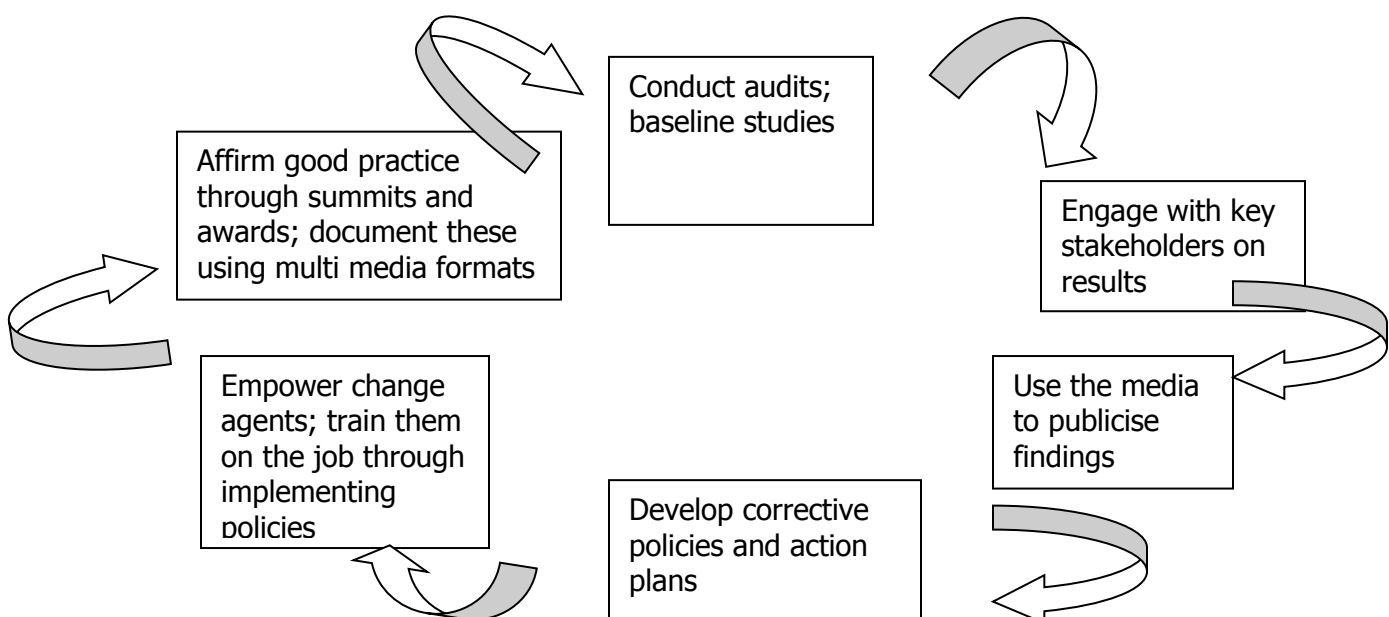 Conduct audits;
baseline studies
Engage with key
stakeholders on
results
Use the media
to publicise
findings
Develop corrective
policies and action
plans
Empower change
agents; train them
on the job through
implementing
policies
Affirm good practice
through summits and
awards; document these
using multi media formats